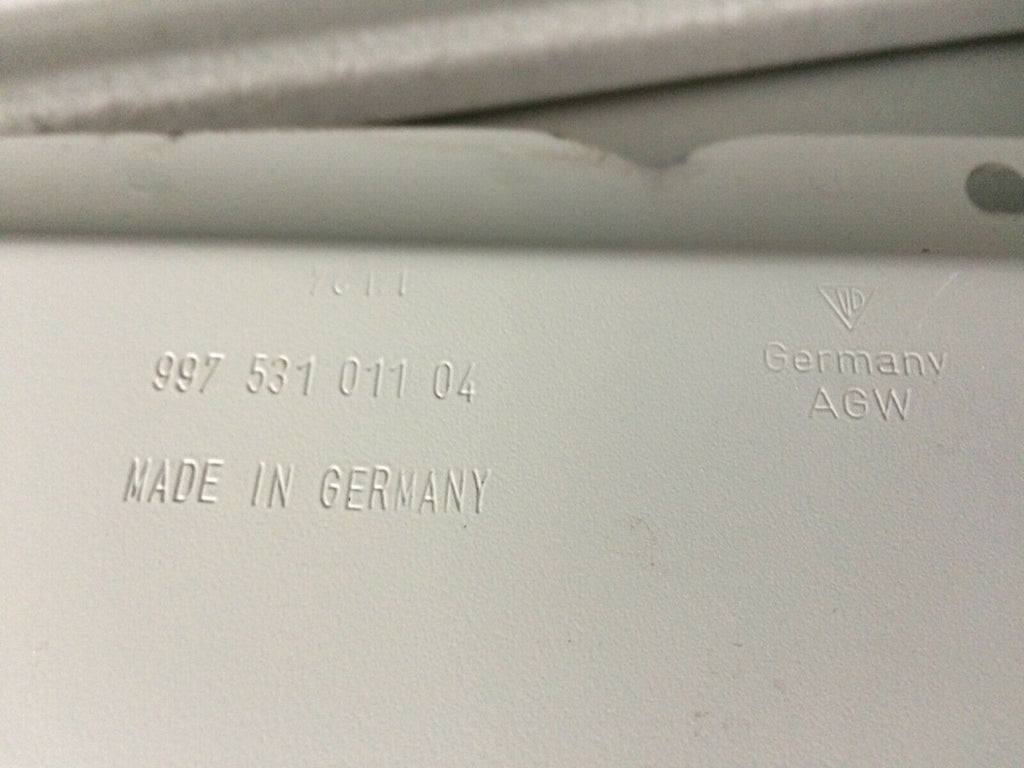 997 531 011 04
MADE IN GERMANY
Germany
AGW